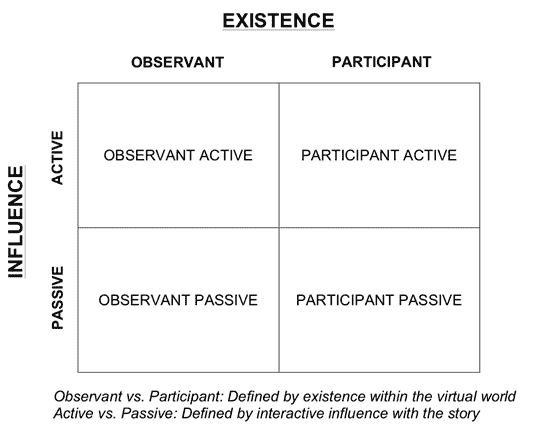 EXISTENCE
OBSERVANT PARTICIPANT
INFLUENCE
ACTIVE
OBSERVANT ACTIVE PARTICIPANT ACTIVE
PASSIVE
OBSERVANT PASSIVE PARTICIPANT PASSIVE
Observant vs. Participant: Defined by existence within the virtual world
Active vs. Passive: Defined by interactive influence with the story